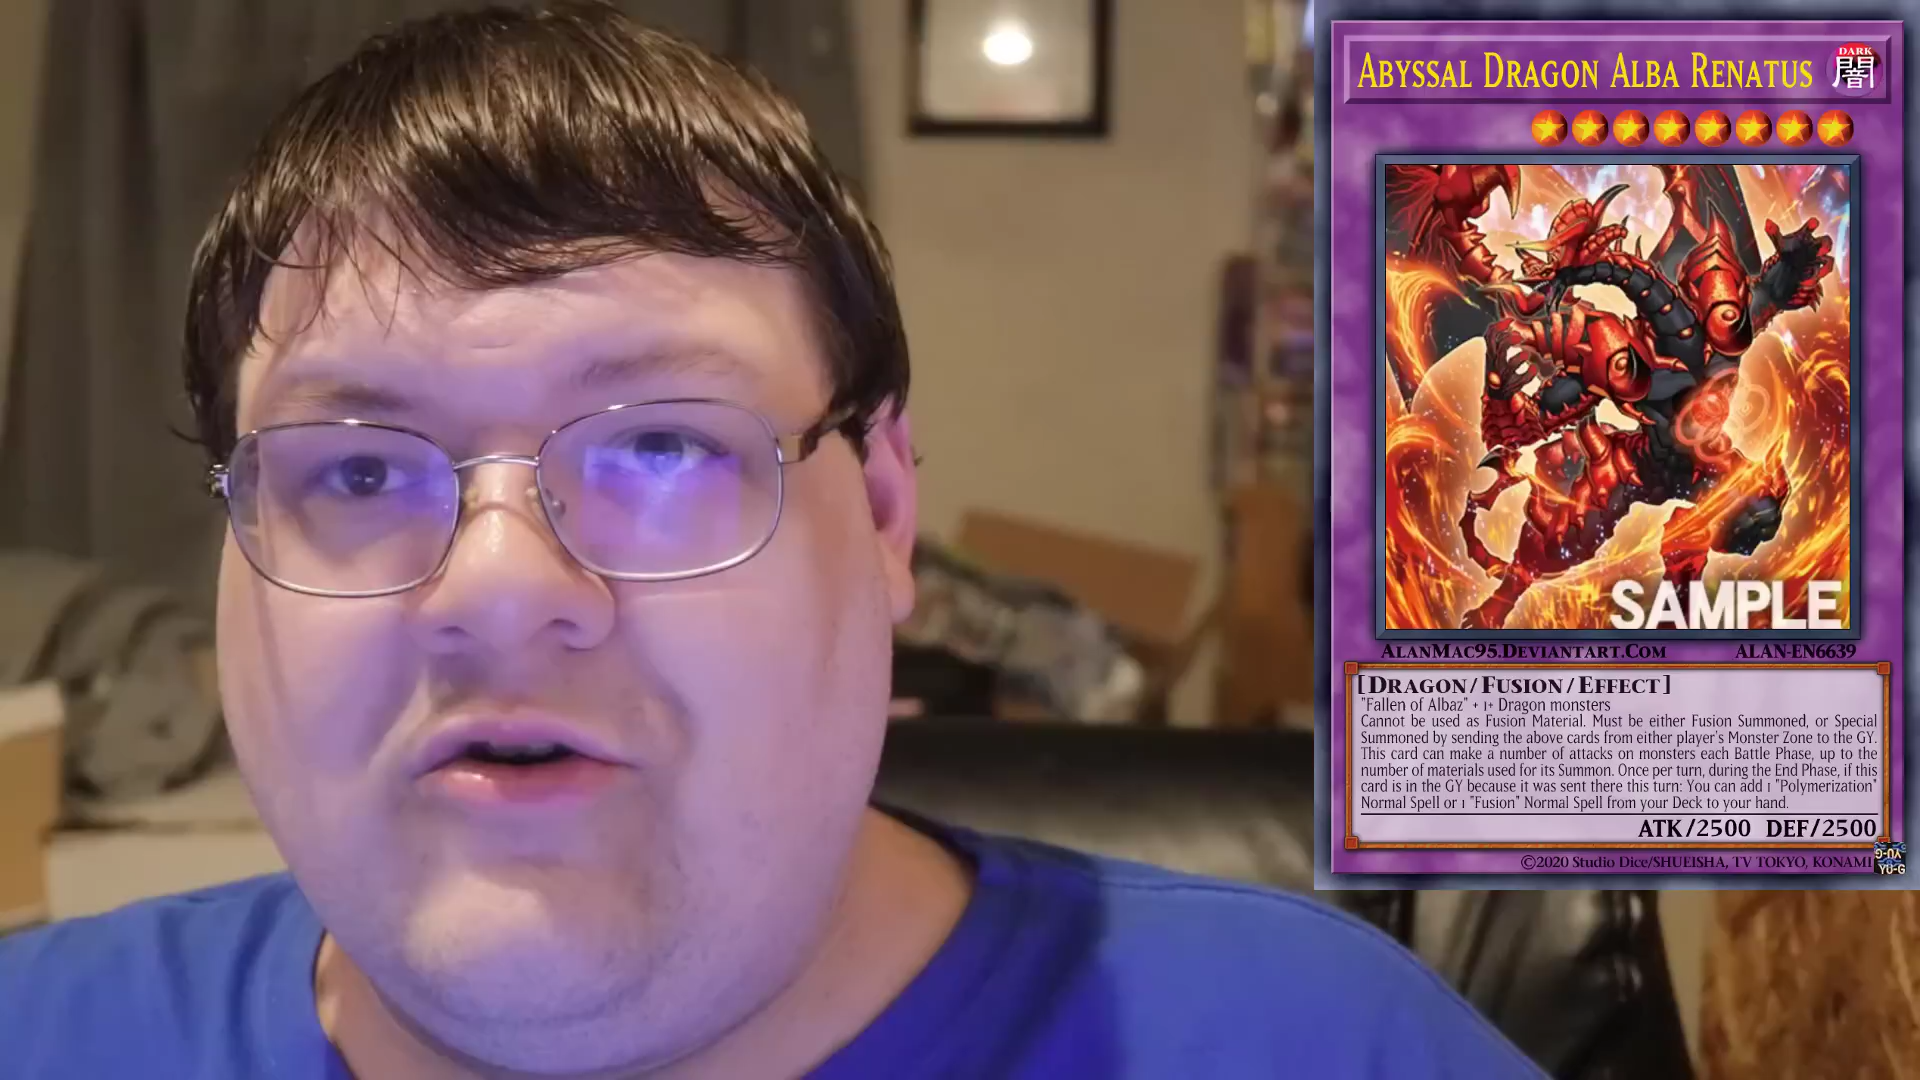 ABYSSAL DRAGON ALBA RENATUS
DARK
闇
SAMPLE
ALANMAC95.DEVIANTART.COM ALAN-EN6639
[DRAGON/FUSION/EFFECT]
"Fallen of Albaz" + 1+ Dragon monsters
Cannot be used as Fusion Material. Must be either Fusion Summoned, or Special
Summoned by sending the above cards from either player's Monster Zone to the GY.
This card can make a number of attacks on monsters each Battle Phase, up to the
number of materials used for its Summon. Once per turn, during the End Phase, if this
card is in the GY because it was sent there this turn: You can add 1 "Polymerization"
Normal Spell or 1 "Fusion" Normal Spell from your Deck to your hand.
ATK/2500 DEF/2500
©2020 Studio Dice/SHUEISHA, TV TOKYO, KONAMI
YU-G
YU-G